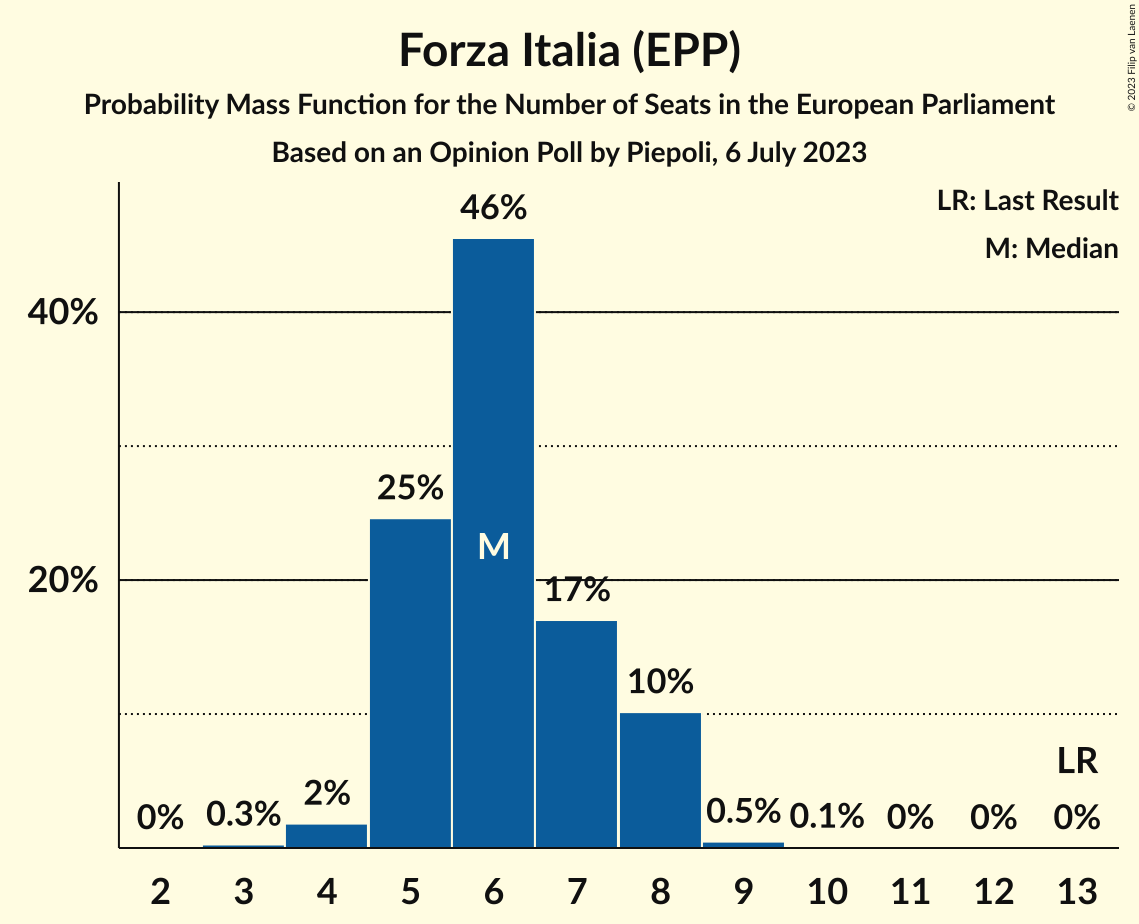 Forza Italia (EPP)
Probability Mass Function for the Number of Seats in the European Parliament
Based on an Opinion Poll by Piepoli, 6 July 2023
© 2023 Filip van Laenen
LR: Last Result
M: Median
46%
40%
25%
M
20%
17%
10%
LR
0%
0.3%
2%
0.5%
0.1%
0%
0%
0%
2 3 4 5 6 7 8 9 10 11 12 13